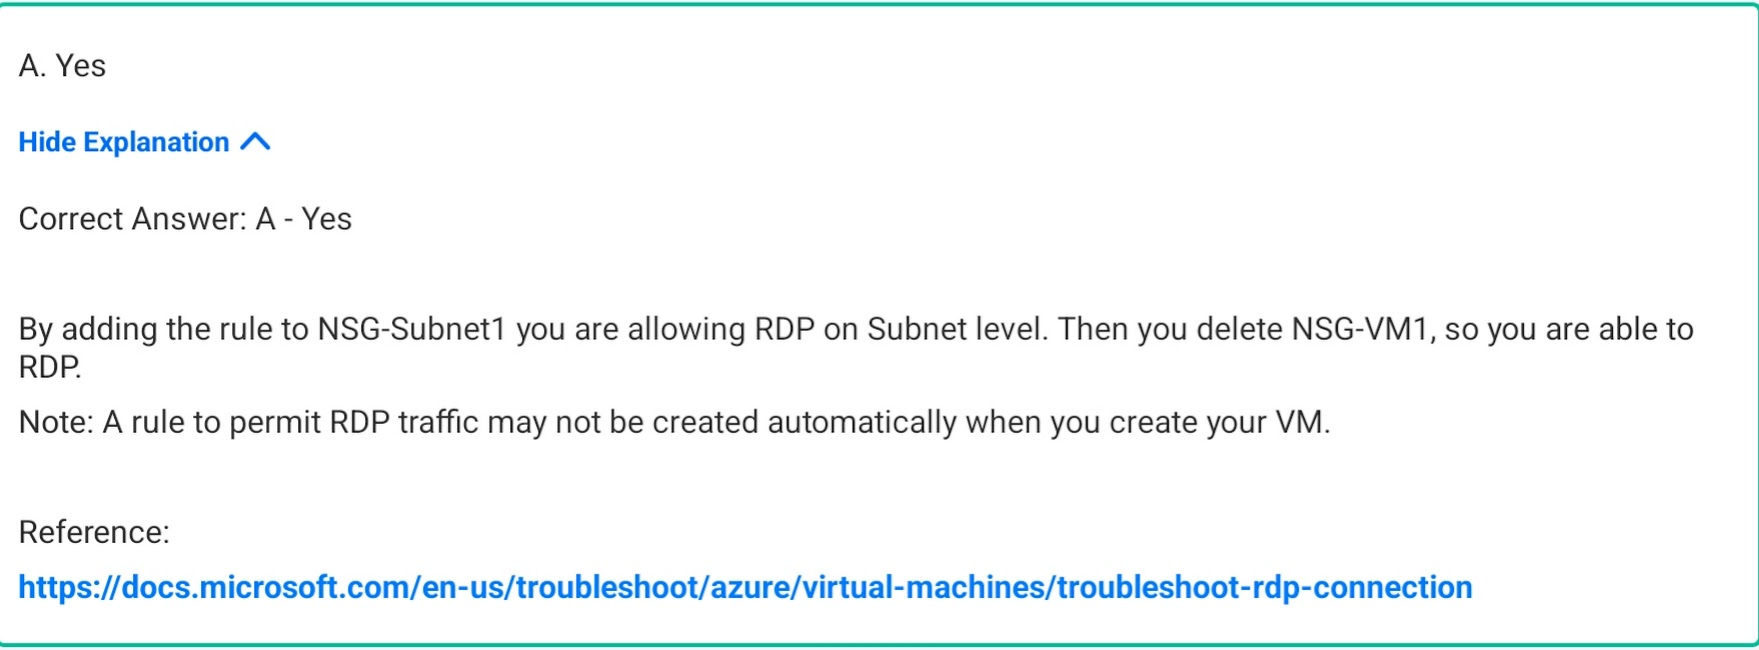 A. Yes
Hide Explanation
Correct Answer: A - Yes
By adding the rule to NSG-Subnet1 you are allowing RDP on Subnet level. Then you delete NSG-VM1, so you are able to
RDP.
Note: A rule to permit RDP traffic may not be created automatically when you create your VM.
Reference:
https://docs.microsoft.com/en-us/troubleshoot/azure/virtual-machines/troubleshoot-rdp-connection